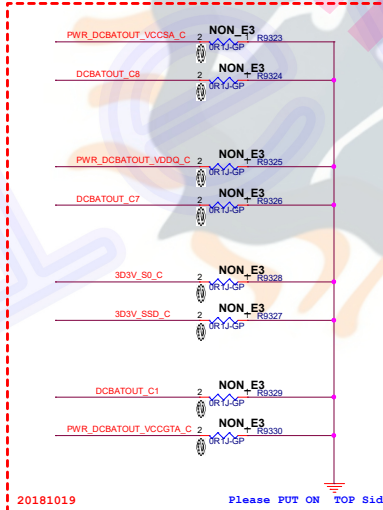 PWR_DCBATOUT_VCCSA_C 2 NON_E3 1 R9323
0R1J-GP
DCBATOUT_C8 2 NON_E3 1 R9324
0R1J-GP
PWR_DCBATOUT_VDDQ_C 2 NON_E3 1 R9325
0R1J-GP
DCBATOUT_C7 2 NON_E3 1 R9326
0R1J-GP
3D3V_S0_C 2 NON_E3 1 R9328
0R1J-GP
3D3V_SSD_C 2 NON_E3 1 R9327
0R1J-GP
DCBATOUT_C1 2 NON_E3 1 R9329
0R1J-GP
PWR_DCBATOUT_VCCGTA_C 2 NON_E3 1 R9330
0R1J-GP
20181019 Please PUT ON TOP Sid